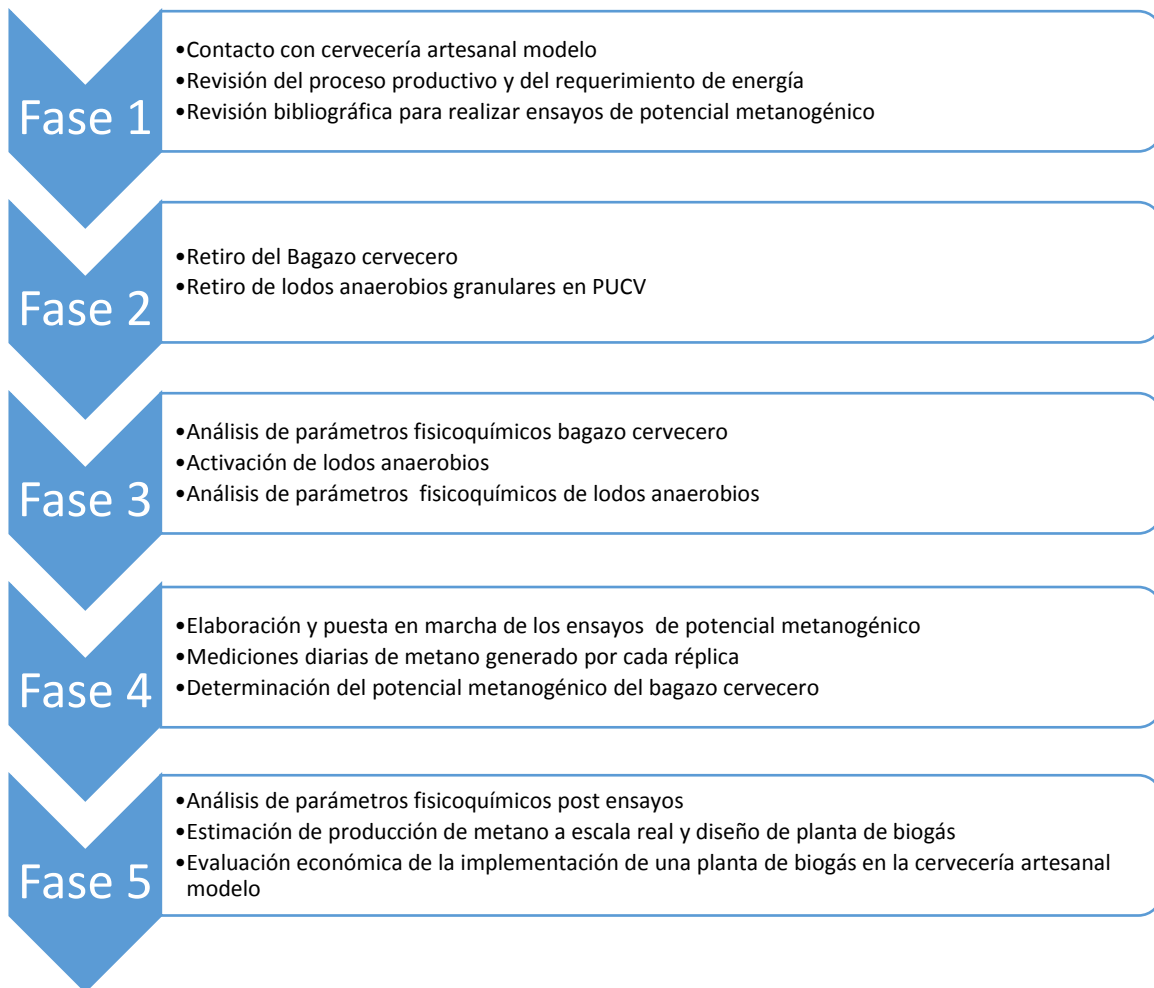 Fase 1
•Contacto con cervecería artesanal modelo
•Revisión del proceso productivo y del requerimiento de energía
•Revisión bibliográfica para realizar ensayos de potencial metanogénico
Fase 2
•Retiro del Bagazo cervecero
•Retiro de lodos anaerobios granulares en PUCV
Fase 3
•Análisis de parámetros fisicoquímicos bagazo cervecero
•Activación de lodos anaerobios
•Análisis de parámetros fisicoquímicos de lodos anaerobios
Fase 4
•Elaboración y puesta en marcha de los ensayos de potencial metanogénico
•Mediciones diarias de metano generado por cada réplica
•Determinación del potencial metanogénico del bagazo cervecero
Fase 5
•Análisis de parámetros fisicoquímicos post ensayos
•Estimación de producción de metano a escala real y diseño de planta de biogás
•Evaluación económica de la implementación de una planta de biogás en la cervecería artesanal
modelo